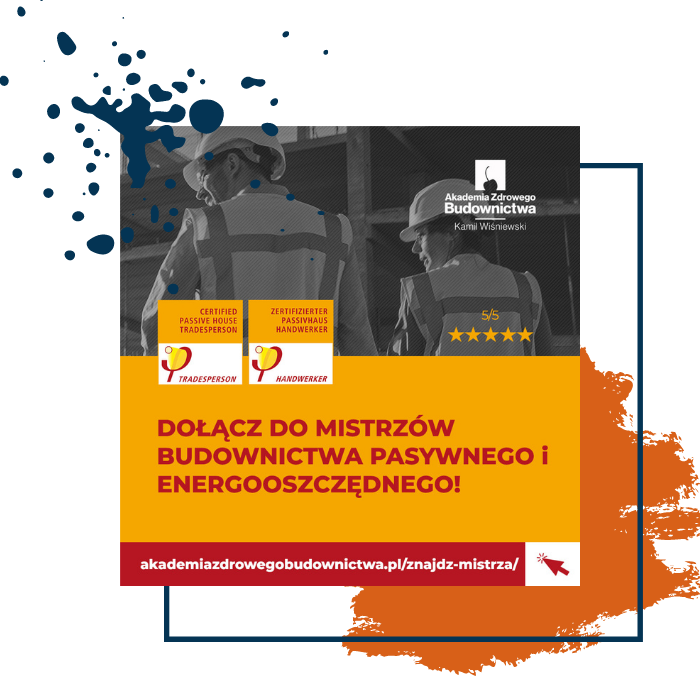 Akademia Zdrowego
Budownictwa
Kamil Wiśniewski
CERTIFIED
PASSIVE HOUSE
TRADESPERSON
TRADESPERSON
ZERTIFIZIERTER
PASSIVHAUS
HANDWERKER
HANDWERKER
5/5
DOŁĄCZ DO MISTRZÓW
BUDOWNICTWA PASYWNEGO i
ENERGOOSZCZĘDNEGO!
akademiazdrowegobudownictwa.pl/znajdz-mistrza/